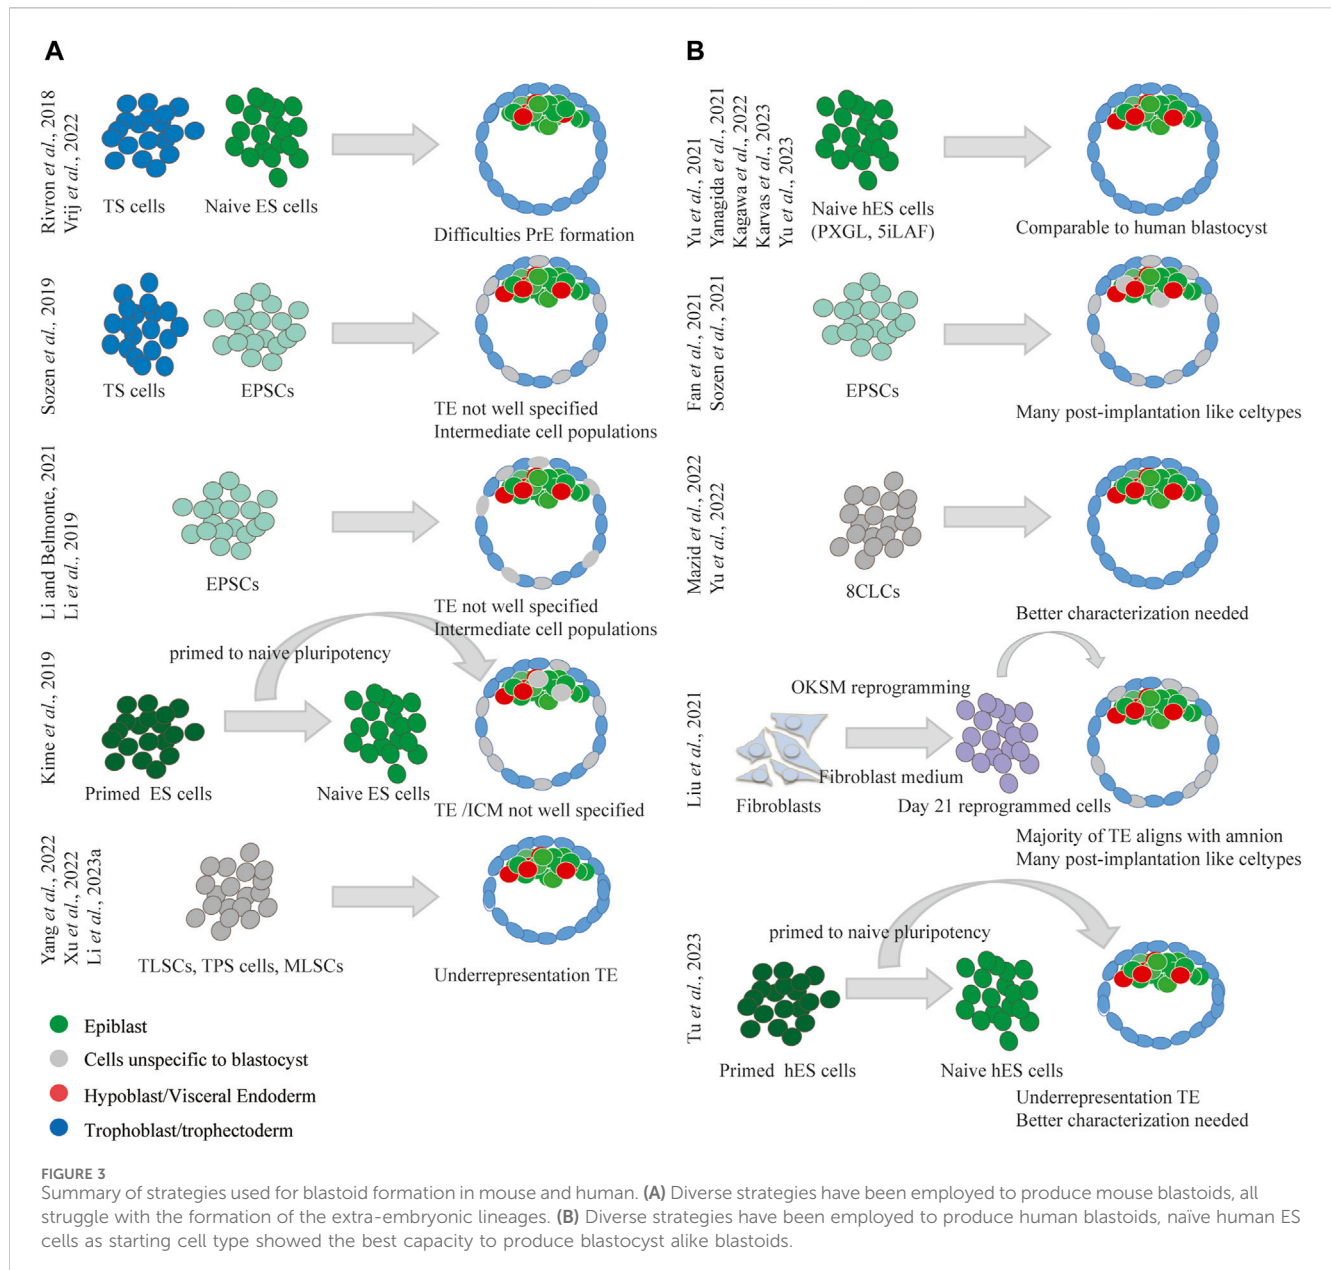 A
Rivron et al., 2018
Vrij et al., 2022
TS cells
Naive ES cells
Difficulties PrE formation
Sozen et al., 2019
TS cells
EPSCs
TE not well specified
Intermediate cell populations
Li and Belmonte, 2021
Li et al., 2019
EPSCs
TE not well specified
Intermediate cell populations
Kime et al., 2019
primed to naive pluripotency
Primed ES cells
Naive ES cells
TE /ICM not well specified
Yang et al., 2022
Xu et al., 2022
Li et al., 2023a
TLSCs, TPS cells, MLSCs
Underrepresentation TE
Epiblast
Cells unspecific to blastocyst
Hypoblast/Visceral Endoderm
Trophoblast/trophectoderm
B
Yu et al., 2021
Yanagida et al., 2021
Kagawa et al., 2022
Karvas et al., 2023
Yu et al., 2023
Naive hES cells
(PXGL, 5iLAF)
Comparable to human blastocyst
Fan et al., 2021
Sozen et al., 2021
EPSCs
Many post-implantation like celtypes
Mazid et al., 2022
Yu et al., 2022
8CLCs
Better characterization needed
Liu et al., 2021
OKSM reprogramming
Fibroblast medium
Fibroblasts
Day 21 reprogrammed cells
Majority of TE aligns with amnion
Many post-implantation like celtypes
Tu et al., 2023
primed to naive pluripotency
Primed hES cells
Naive hES cells
Underrepresentation TE
Better characterization needed
FIGURE 3
Summary of strategies used for blastoid formation in mouse and human. (A) Diverse strategies have been employed to produce mouse blastoids, all
struggle with the formation of the extra-embryonic lineages. (B) Diverse strategies have been employed to produce human blastoids, naïve human ES
cells as starting cell type showed the best capacity to produce blastocyst alike blastoids.